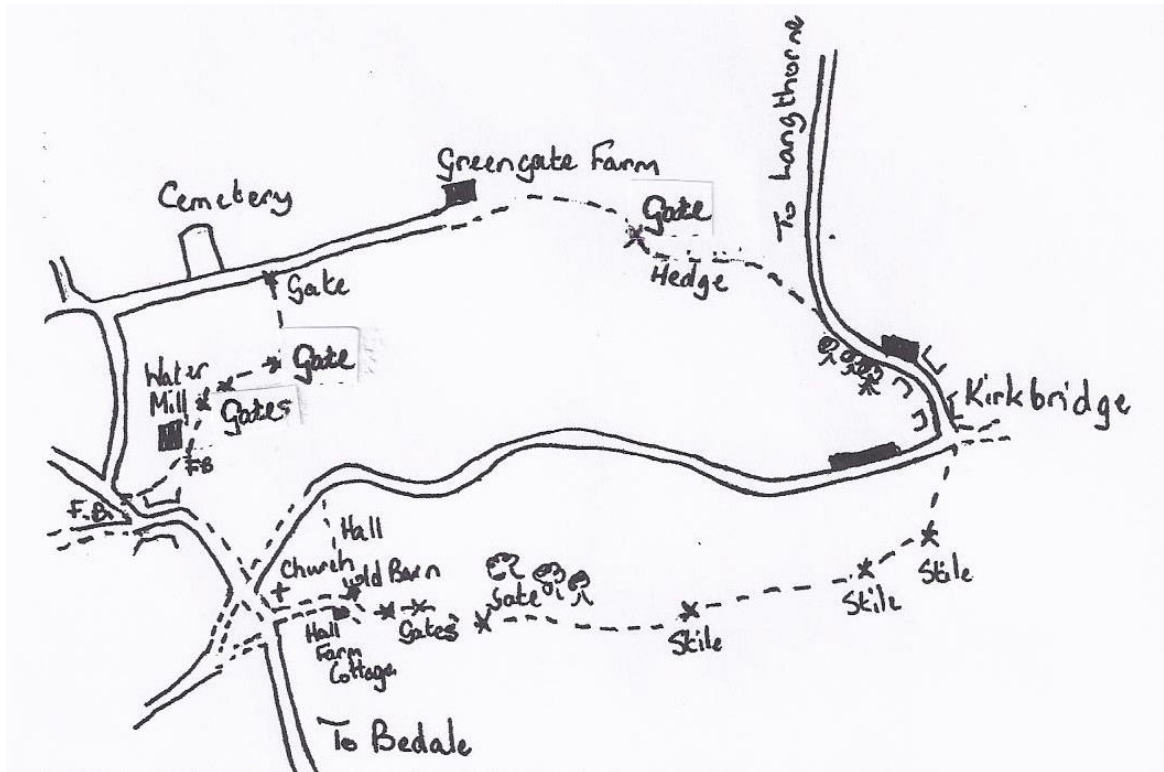 To Langthorne
Greengate Farm
Cemetery
Gate
Hedge
Gate
Gate
Water
Mill
Gates
Kirkbridge
F.B
F.B.
Hall
Church
Old Barn
Gate
Gates
Hall
Farm
Cottage
Stile
Stile
Stile
To Bedale